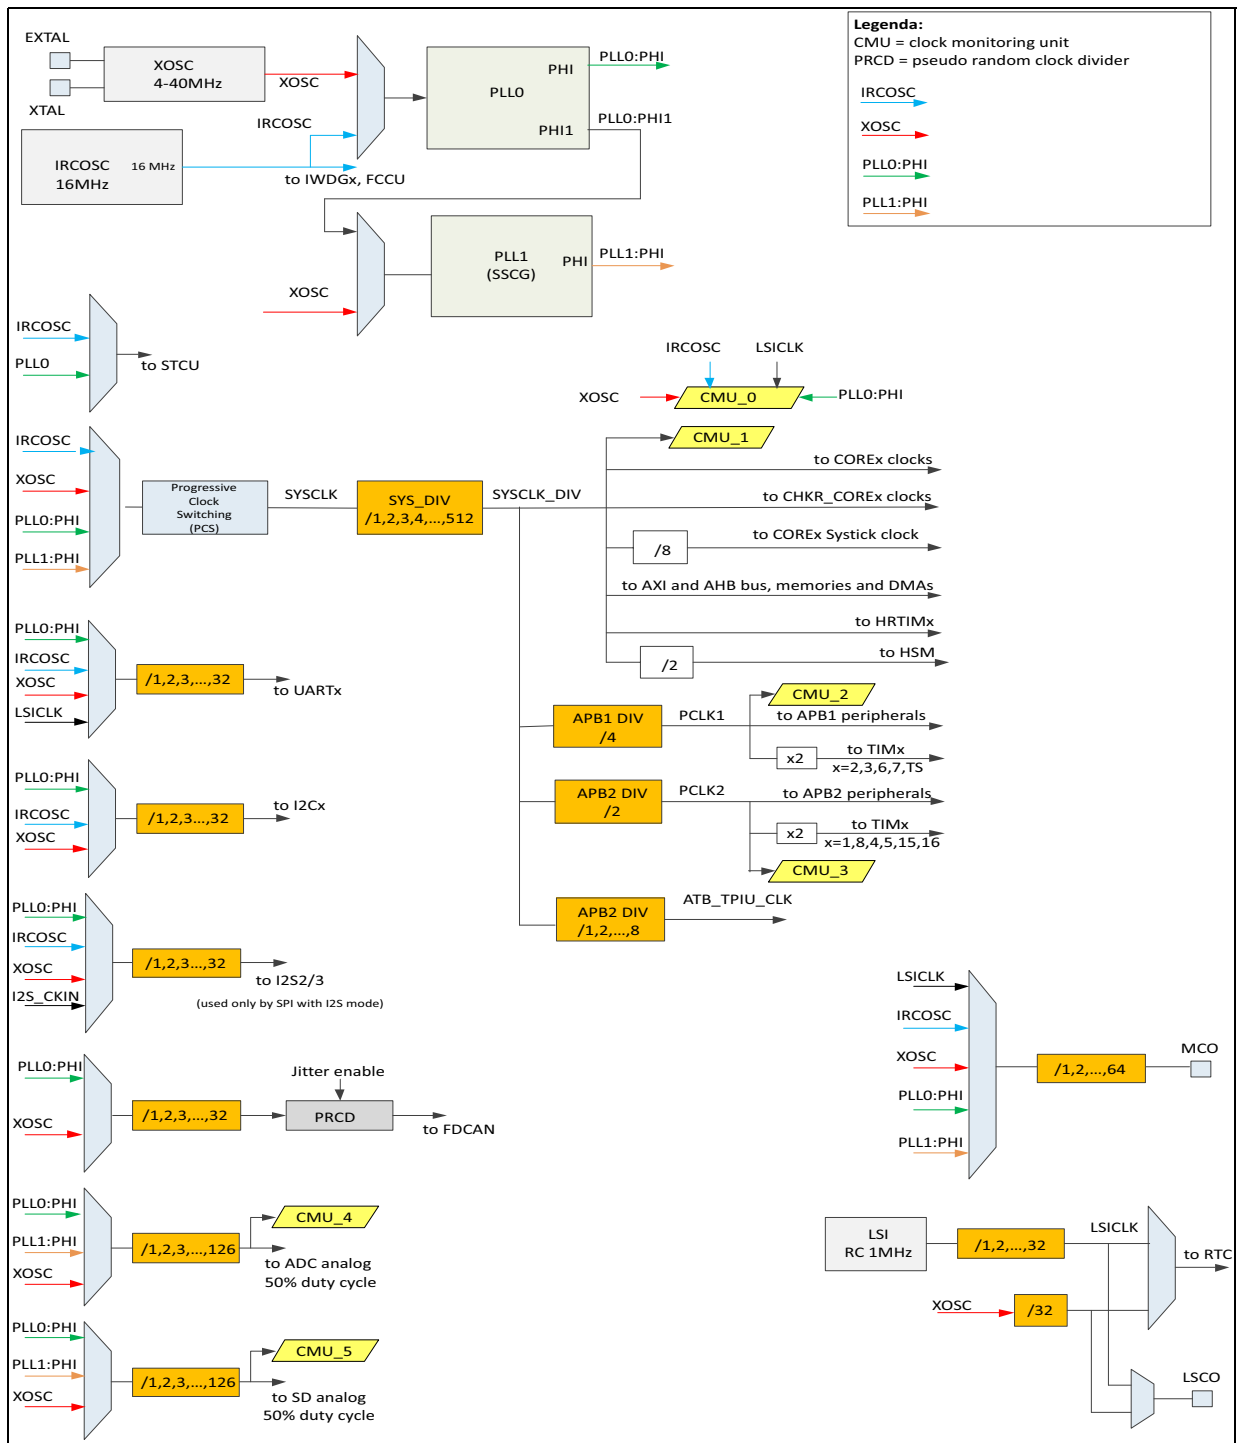 EXTAL
XOSC
4-40MHz
XTAL
XOSC
IRCOSC
IRCOSC
16MHz
16 MHz
to IWDGx, FCCU
PLL0
PHI
PHI1
PLL0:PHI
PLL0:PHI1
Legenda:
CMU = clock monitoring unit
PRCD = pseudo random clock divider
IRCOSC
XOSC
PLL0:PHI
PLL1:PHI
XOSC
PLL1
(SSCG)
PHI
PLL1:PHI
IRCOSC
PLL0
to STCU
IRCOSC
LSICLK
XOSC
CMU_0
PLL0:PHI
IRCOSC
XOSC
PLL0:PHI
PLL1:PHI
Progressive
Clock
Switching
(PCS)
SYSCLK
SYS_DIV
/1,2,3,4,...,512
SYSCLK_DIV
CMU_1
to COREx clocks
to CHKR_COREx clocks
/8
to COREx Systick clock
to AXI and AHB bus, memories and DMAs
to HRTIMx
/2
to HSM
PLL0:PHI
IRCOSC
XOSC
LSICLK
/1,2,3,...,32
to UARTx
APB1 DIV
/4
PCLK1
CMU_2
to APB1 peripherals
x2
to TIMx
x=2,3,6,7,TS
PLL0:PHI
IRCOSC
XOSC
/1,2,3...,32
to I2Cx
APB2 DIV
/2
PCLK2
to APB2 peripherals
x2
to TIMx
x=1,8,4,5,15,16
CMU_3
APB2 DIV
/1,2,...,8
ATB_TPIU_CLK
PLL0:PHI
IRCOSC
XOSC
I2S_CKIN
/1,2,3...,32
to I2S2/3
(used only by SPI with I2S mode)
LSICLK
IRCOSC
XOSC
PLL0:PHI
PLL1:PHI
/1,2,...,64
MCO
PLL0:PHI
XOSC
/1,2,3,...,32
Jitter enable
PRCD
to FDCAN
PLL0:PHI
PLL1:PHI
XOSC
/1,2,3,...,126
CMU_4
to ADC analog
50% duty cycle
LSI
RC 1MHz
/1,2,...,32
LSICLK
to RTC
XOSC
/32
LSCO
PLL0:PHI
PLL1:PHI
XOSC
/1,2,3,...,126
CMU_5
to SD analog
50% duty cycle